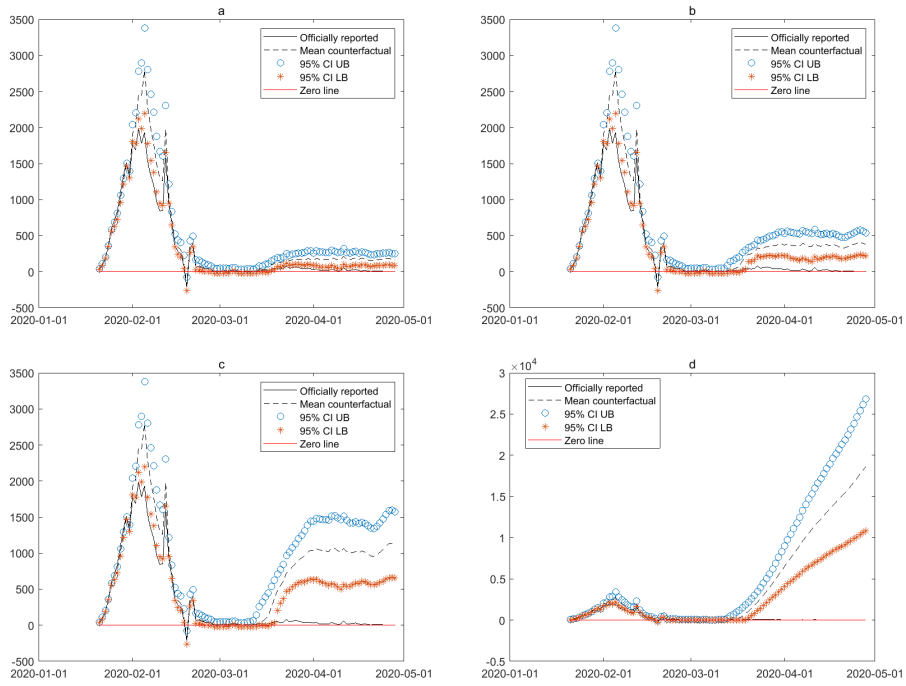 a
3500
3000
2500
2000
1500
1000
500
0
-500
2020-01-01
2020-02-01
2020-03-01
2020-04-01
2020-05-01
Officially reported
Mean counterfactual
95% CI UB
95% CI LB
Zero line
b
3500
3000
2500
2000
1500
1000
500
0
-500
2020-01-01
2020-02-01
2020-03-01
2020-04-01
2020-05-01
Officially reported
Mean counterfactual
95% CI UB
95% CI LB
Zero line
c
3500
3000
2500
2000
1500
1000
500
0
-500
2020-01-01
2020-02-01
2020-03-01
2020-04-01
2020-05-01
Officially reported
Mean counterfactual
95% CI UB
95% CI LB
Zero line
d
×10^4
3
2.5
2
1.5
1
0.5
0
-0.5
2020-01-01
2020-02-01
2020-03-01
2020-04-01
2020-05-01
Officially reported
Mean counterfactual
95% CI UB
95% CI LB
Zero line